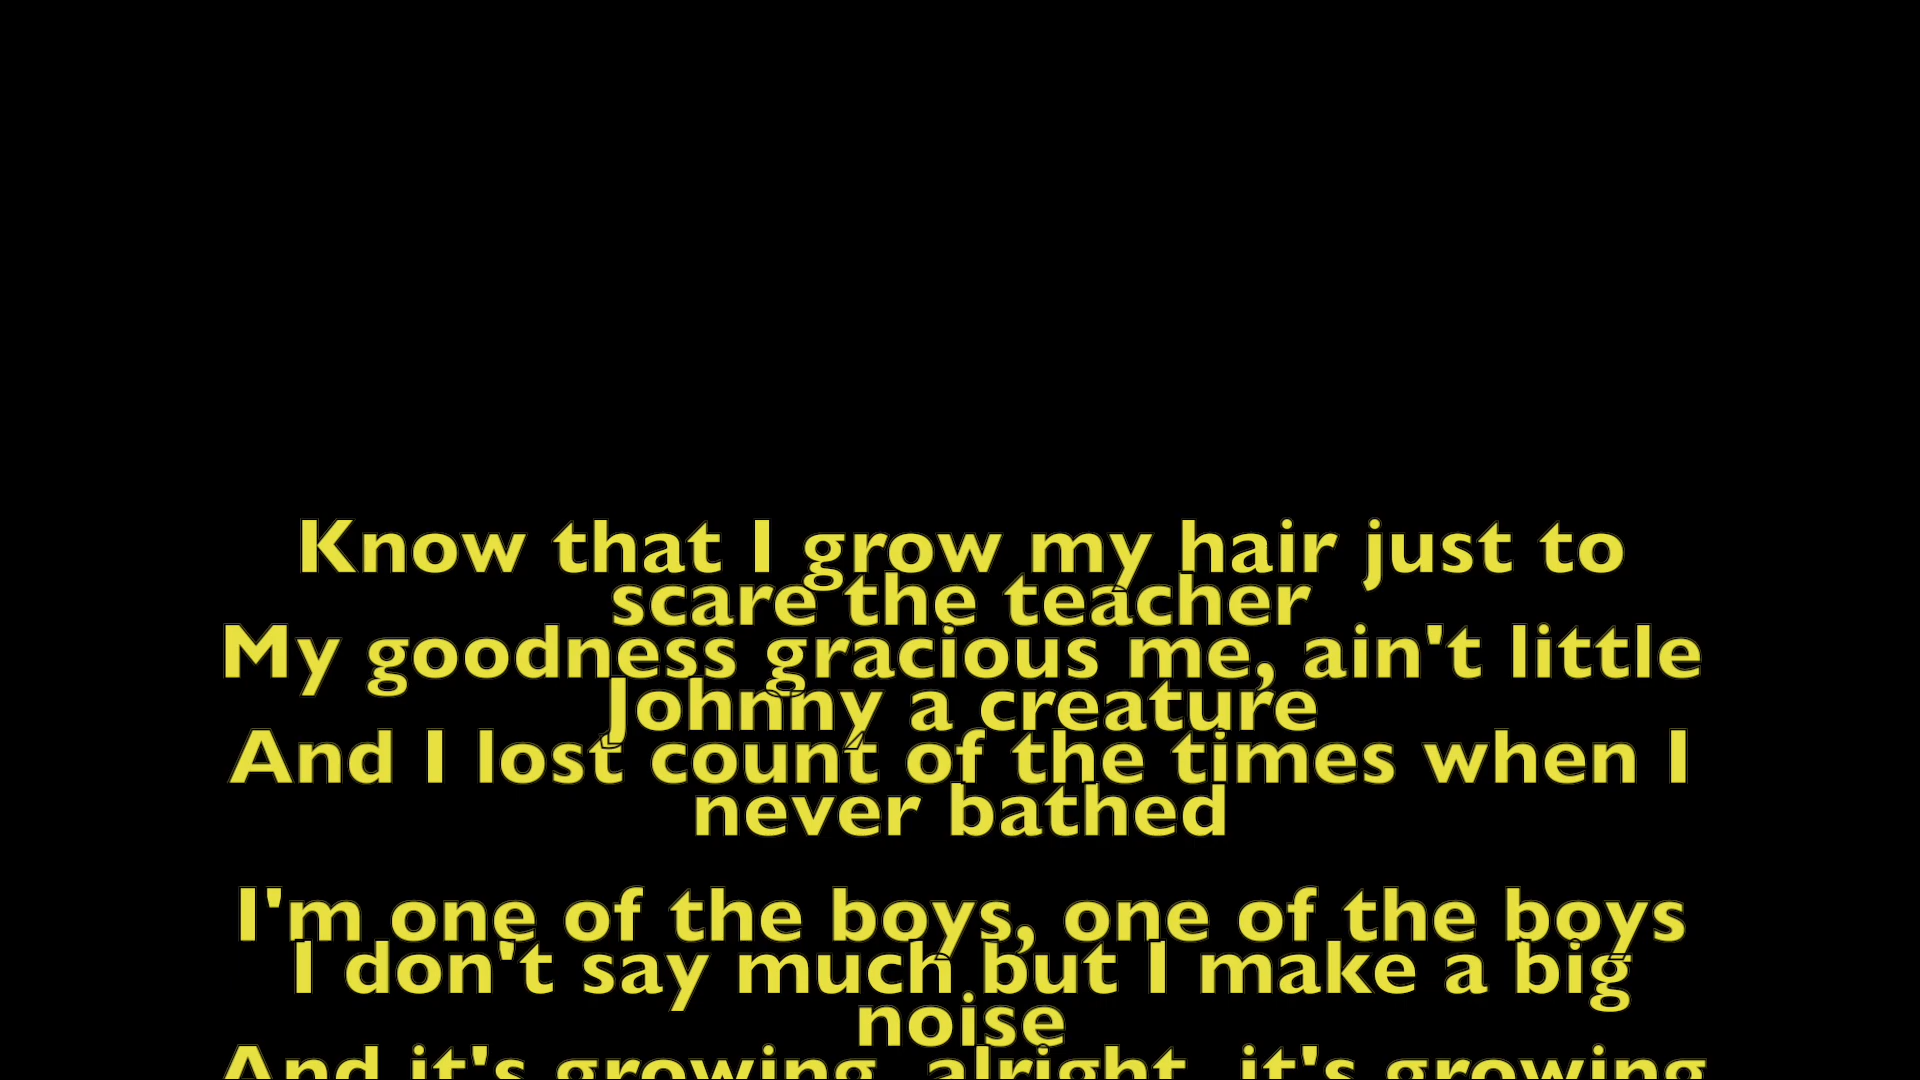 Know that I grow my hair just to
scare the teacher
My goodness gracious me, ain't little
Johnny a creature
And I lost count of the times when I
never bathed
I'm one of the boys, one of the boys
I don't say much but I make a big
noise
And it's growing, alright, it's growing